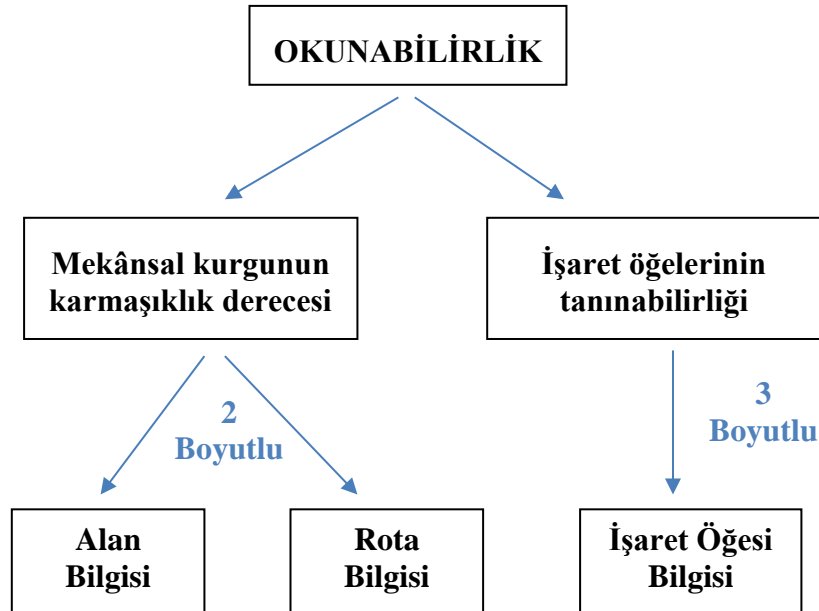 OKUNABİLİRLİK
Mekânsal kurgunun
karmaşıklık derecesi
İşaret öğelerinin
tanınabilirliği
2
Boyutlu
3
Boyutlu
Alan
Bilgisi
Rota
Bilgisi
İşaret Öğesi
Bilgisi